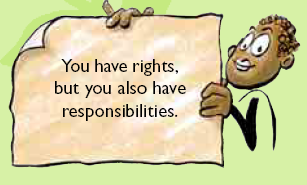 You have rights,
but you also have
responsibilities.